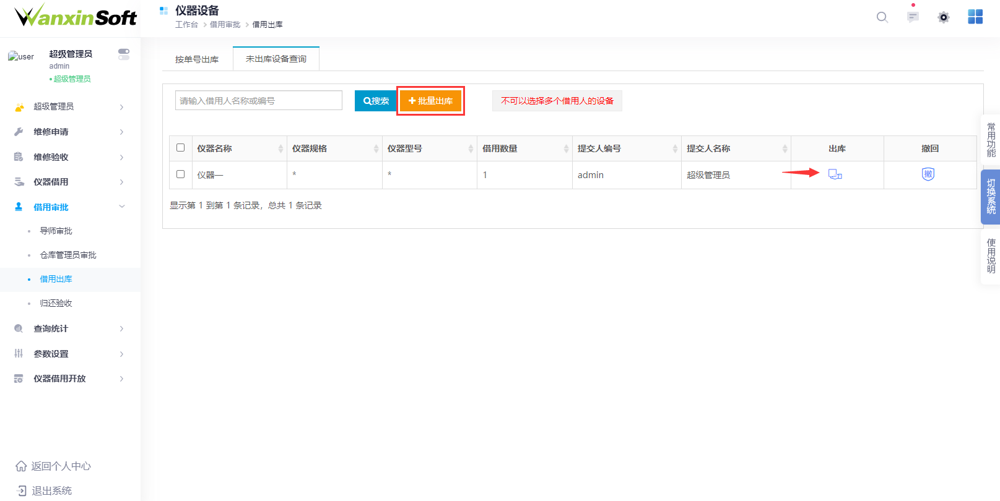 WanxinSoft
仪器设备
工作台 > 借用审批 > 借用出库
user
超级管理员
admin
超级管理员
超级管理员
维修申请
维修验收
仪器借用
借用审批
导师审批
仓库管理员审批
借用出库
归还验收
查询统计
参数设置
仪器借用开放
返回个人中心
退出系统
按单号出库
未出库设备查询
请输入借用人名称或编号
搜索
批量出库
不可以选择多个借用人的设备
仪器名称 仪器规格 仪器型号 借用数量 提交人编号 提交人名称 出库 撤回
仪器一 * * 1 admin 超级管理员 撤
显示第 1 到第 1 条记录，总共 1 条记录
常用功能
切换系统
使用说明